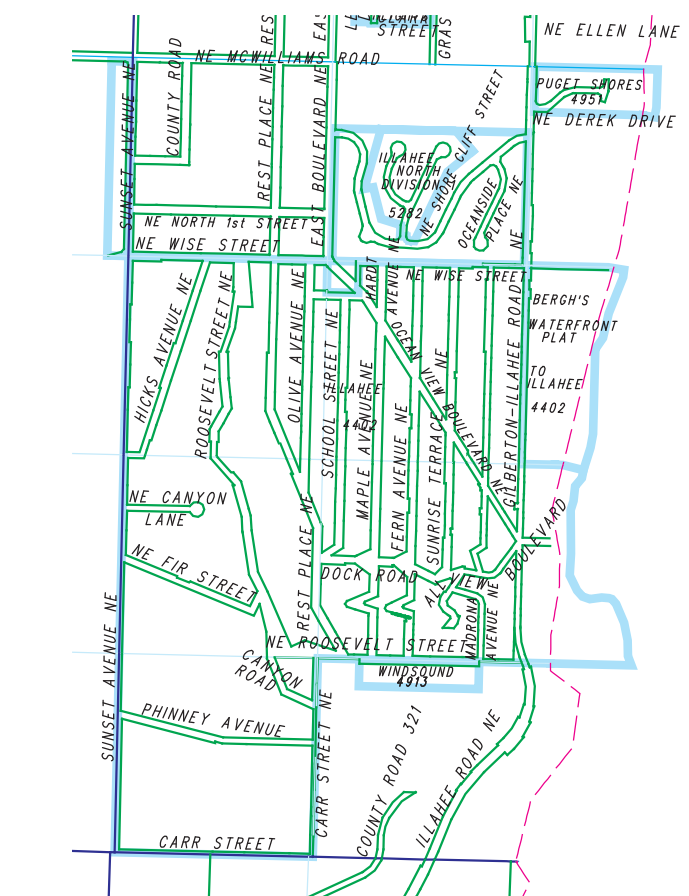 CLARA
STREET
GRAS
NE ELLEN LANE
RES
EAS
NE MCWILLIAMS ROAD
COUNTY ROAD
SUNSET AVENUE NE
REST PLACE NE
EAST BOULEVARD NE
PUGET SHORES
4951
NE DEREK DRIVE
ILLAHEE
NORTH
DIVISION
5282
NE SHORE CLIFF STREET
OCEANSIDE
PLACE NE
NE NORTH 1st STREET
NE WISE STREET
HARDT
AVENUE NE
NE WISE STREET
NE
BERGH'S
WATERFRONT
PLAT
TO
ILLAHEE
4402
HICKS AVENUE NE
ROOSEVELT STREET NE
OLIVE AVENUE NE
SCHOOL STREET NE
ILLAHEE
4402
MAPLE AVENUE NE
FERN AVENUE NE
SUNRISE TERRACE NE
OCEAN VIEW BOULEVARD NE
GILBERTON-ILLAHEE ROAD
NE CANYON
LANE
NE FIR STREET
REST PLACE NE
DOCK ROAD
ALLVIEW
BOULEVARD
MADRONA
AVENUE NE
NE ROOSEVELT STREET
SUNSET AVENUE NE
CANYON
ROAD
WINDSOUND
4913
PHINNEY AVENUE
CARR STREET NE
COUNTY ROAD 321
ILLAHEE ROAD NE
CARR STREET